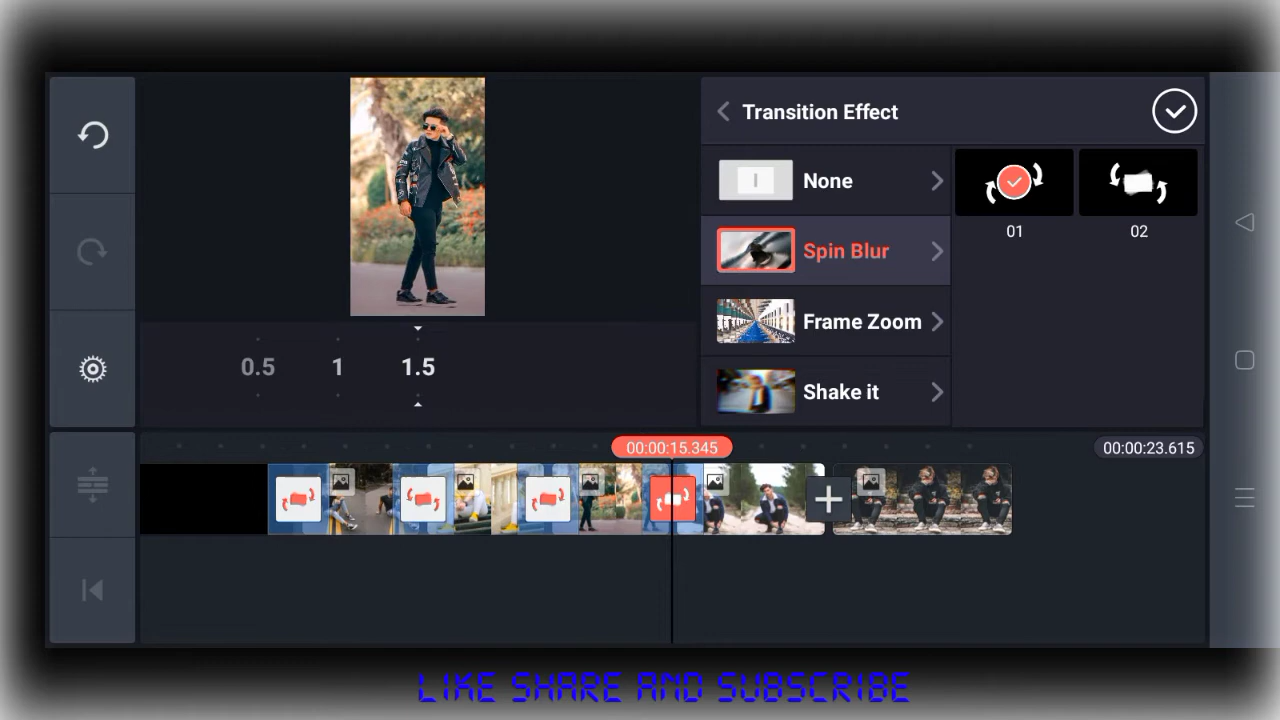 Transition Effect
None
Spin Blur
Frame Zoom
Shake it
01
02
0.5
1
1.5
00:00:15.345
00:00:23.615
LIKE SHARE AND SUBSCRIBE